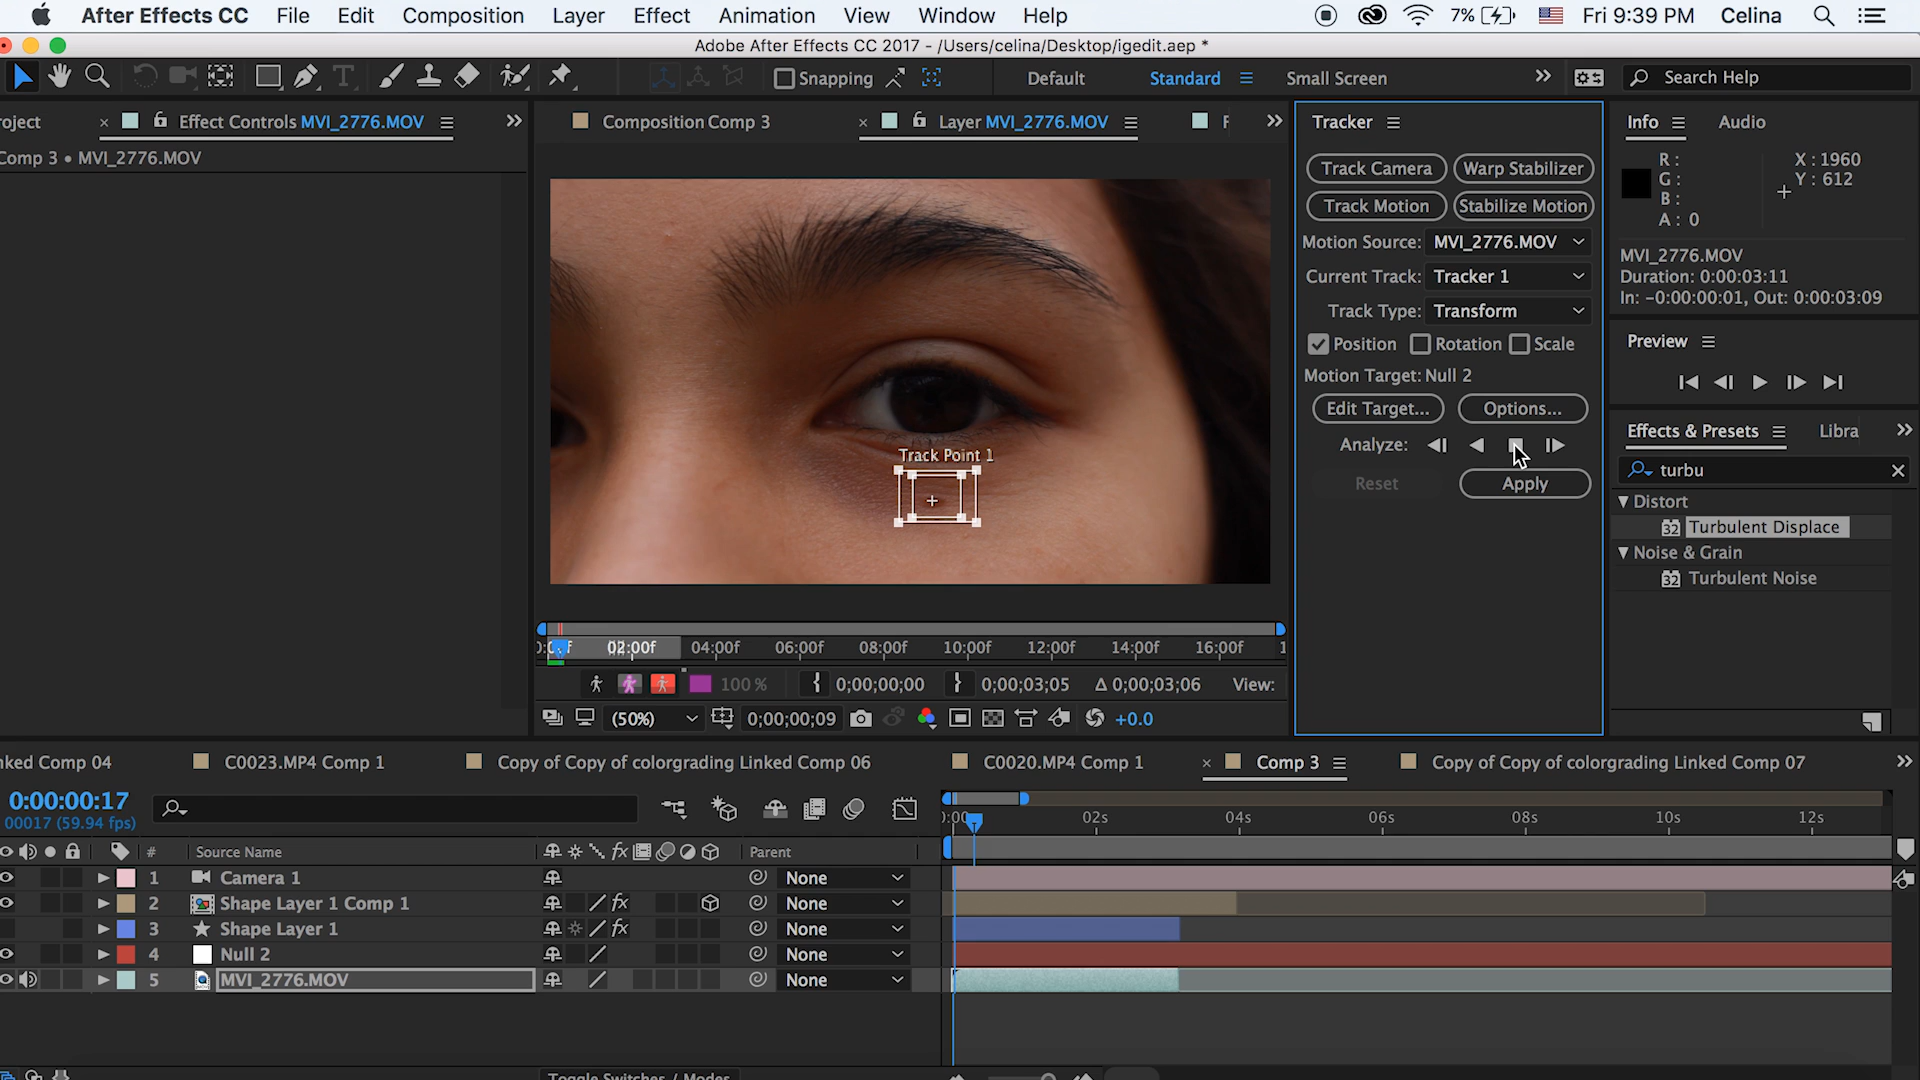 After Effects CC File Edit Composition Layer Effect Animation View Window Help 7% Fri 9:39 PM Celina
Adobe After Effects CC 2017 - /Users/celina/Desktop/igedit.aep *
Snapping Default Standard Small Screen Search Help
oject Effect Controls MVI_2776.MOV
Comp 3 • MVI_2776.MOV
Composition Comp 3 Layer MVI_2776.MOV F
Track Point 1
0:00f 02:00f 04:00f 06:00f 08:00f 10:00f 12:00f 14:00f 16:00f 1
100 % 0;00;00;00 0;00;03;05 Δ 0;00;03;06 View:
(50%) 0;00;00;09 +0.0
Tracker
Track Camera Warp Stabilizer
Track Motion Stabilize Motion
Motion Source: MVI_2776.MOV
Current Track: Tracker 1
Track Type: Transform
Position Rotation Scale
Motion Target: Null 2
Edit Target... Options...
Analyze:
Reset Apply
Info Audio
R : X : 1960
G : Y : 612
B :
A : 0
MVI_2776.MOV
Duration: 0:00:03:11
In: -0:00:00:01, Out: 0:00:03:09
Preview
Effects & Presets Libra
turbu
Distort
32 Turbulent Displace
Noise & Grain
32 Turbulent Noise
nked Comp 04 C0023.MP4 Comp 1 Copy of Copy of colorgrading Linked Comp 06 C0020.MP4 Comp 1 Comp 3 Copy of Copy of colorgrading Linked Comp 07
0:00:00:17
00017 (59.94 fps)
):00 02s 04s 06s 08s 10s 12s
# Source Name fx Parent
1 Camera 1 None
2 Shape Layer 1 Comp 1 fx None
3 Shape Layer 1 fx None
4 Null 2 None
5 MVI_2776.MOV None
Toggle Switches / Modes